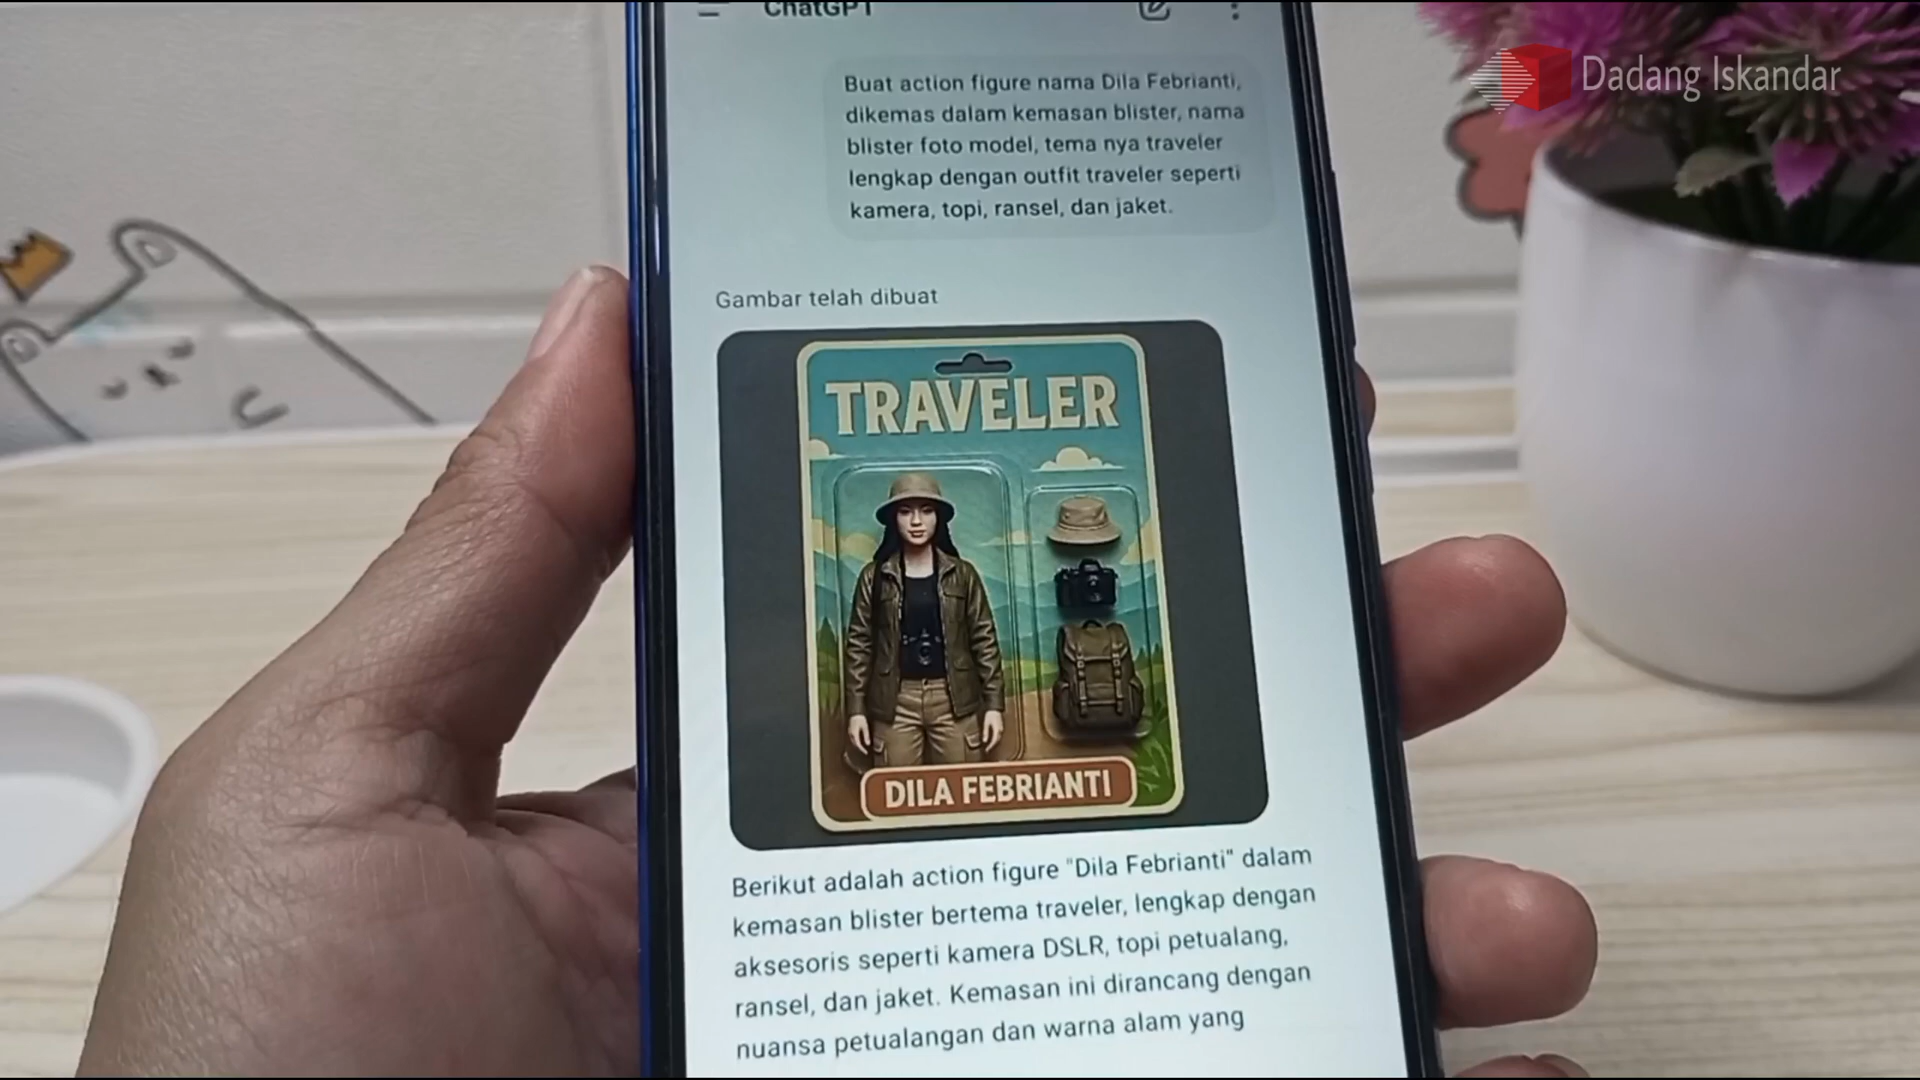 ChatGPT
Dadang Iskandar
Buat action figure nama Dila Febrianti,
dikemas dalam kemasan blister, nama
blister foto model, tema nya traveler
lengkap dengan outfit traveler seperti
kamera, topi, ransel, dan jaket.
Gambar telah dibuat
TRAVELER
DILA FEBRIANTI
Berikut adalah action figure "Dila Febrianti" dalam
kemasan blister bertema traveler, lengkap dengan
aksesoris seperti kamera DSLR, topi petualang,
ransel, dan jaket. Kemasan ini dirancang dengan
nuansa petualangan dan warna alam yang